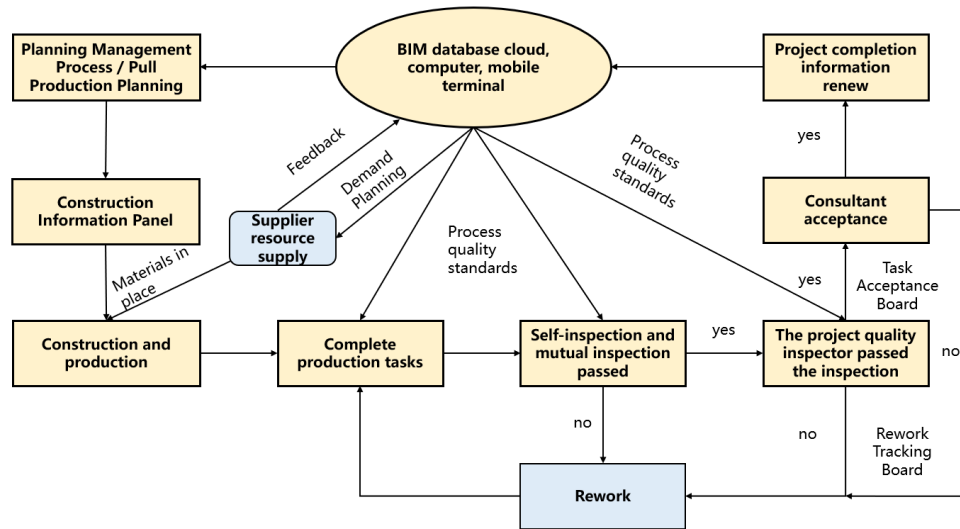 Planning Management
Process / Pull
Production Planning
BIM database cloud,
computer, mobile
terminal
Project completion
information
renew
Feedback
Demand
Planning
Process
quality
standards
yes
Construction
Information Panel
Supplier
resource
supply
Consultant
acceptance
Materials in
place
Process
quality
standards
yes
Task
Acceptance
Board
Construction and
production
Complete
production tasks
Self-inspection and
mutual inspection
passed
yes
The project quality
inspector passed
the inspection
no
no
no
Rework
Tracking
Board
Rework